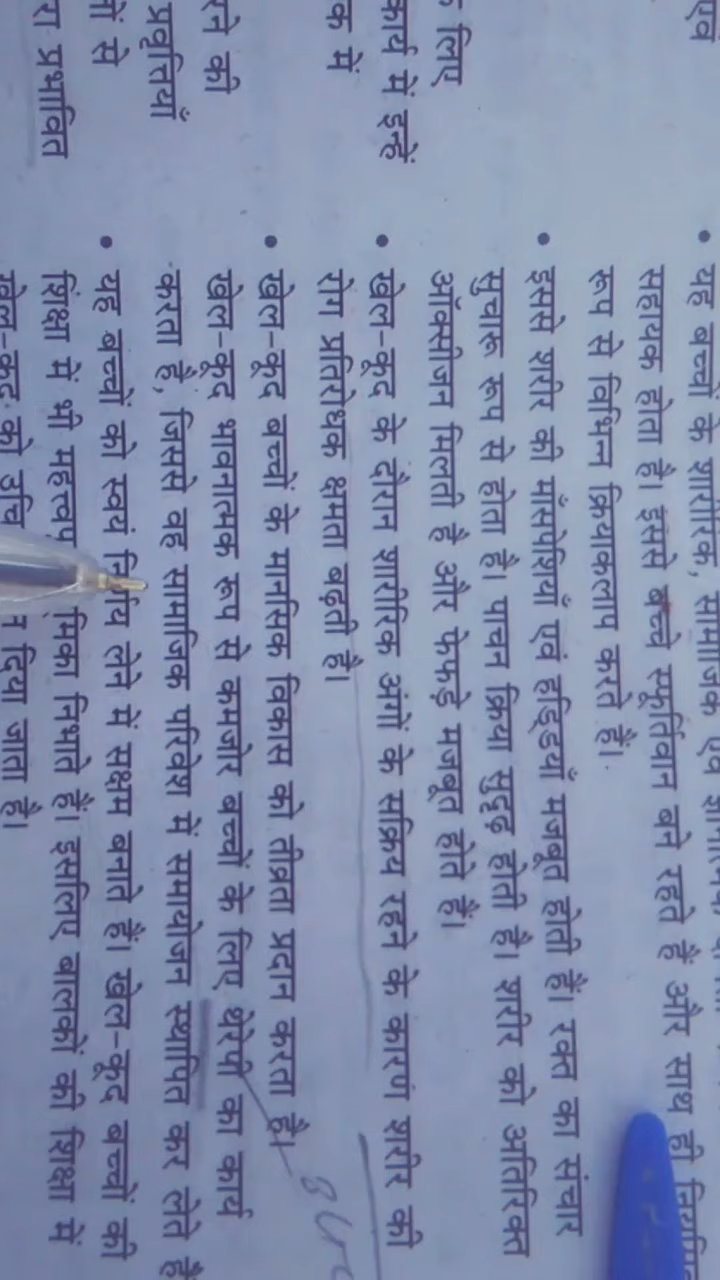 यह बच्चों के शारीरिक, सामाजिक एवं
सहायक होता है। इससे बच्चे स्फूर्तिवान बने रहते हैं और साथ ही
रूप से विभिन्न क्रियाकलाप करते हैं।
• इससे शरीर की मांसपेशियाँ एवं हड्डियाँ मजबूत होती हैं। रक्त का संचार
सुचारू रूप से होता है। पाचन क्रिया सुदृढ़ होती है। शरीर को अतिरिक्त
ऑक्सीजन मिलती है और फेफड़े मजबूत होते हैं।
• खेल-कूद के दौरान शारीरिक अंगों के सक्रिय रहने के कारण शरीर की
रोग प्रतिरोधक क्षमता बढ़ती है।
• खेल-कूद बच्चों के मानसिक विकास को तीव्रता प्रदान करता है।
खेल-कूद भावनात्मक रूप से कमजोर बच्चों के लिए थेरेपी का कार्य
करता है, जिससे वह सामाजिक परिवेश में समायोजन स्थापित कर लेते हैं
• यह बच्चों को स्वयं निर्णय लेने में सक्षम बनाते हैं। खेल-कूद बच्चों की
शिक्षा में भी निभाते हैं। इसलिए बालकों की शिक्षा में
खेल-कूद को दिया जाता है।
एवं
के लिए
कार्य में इन्हें
क में
रने की
प्रवृत्तियाँ
से
रा प्रभावित